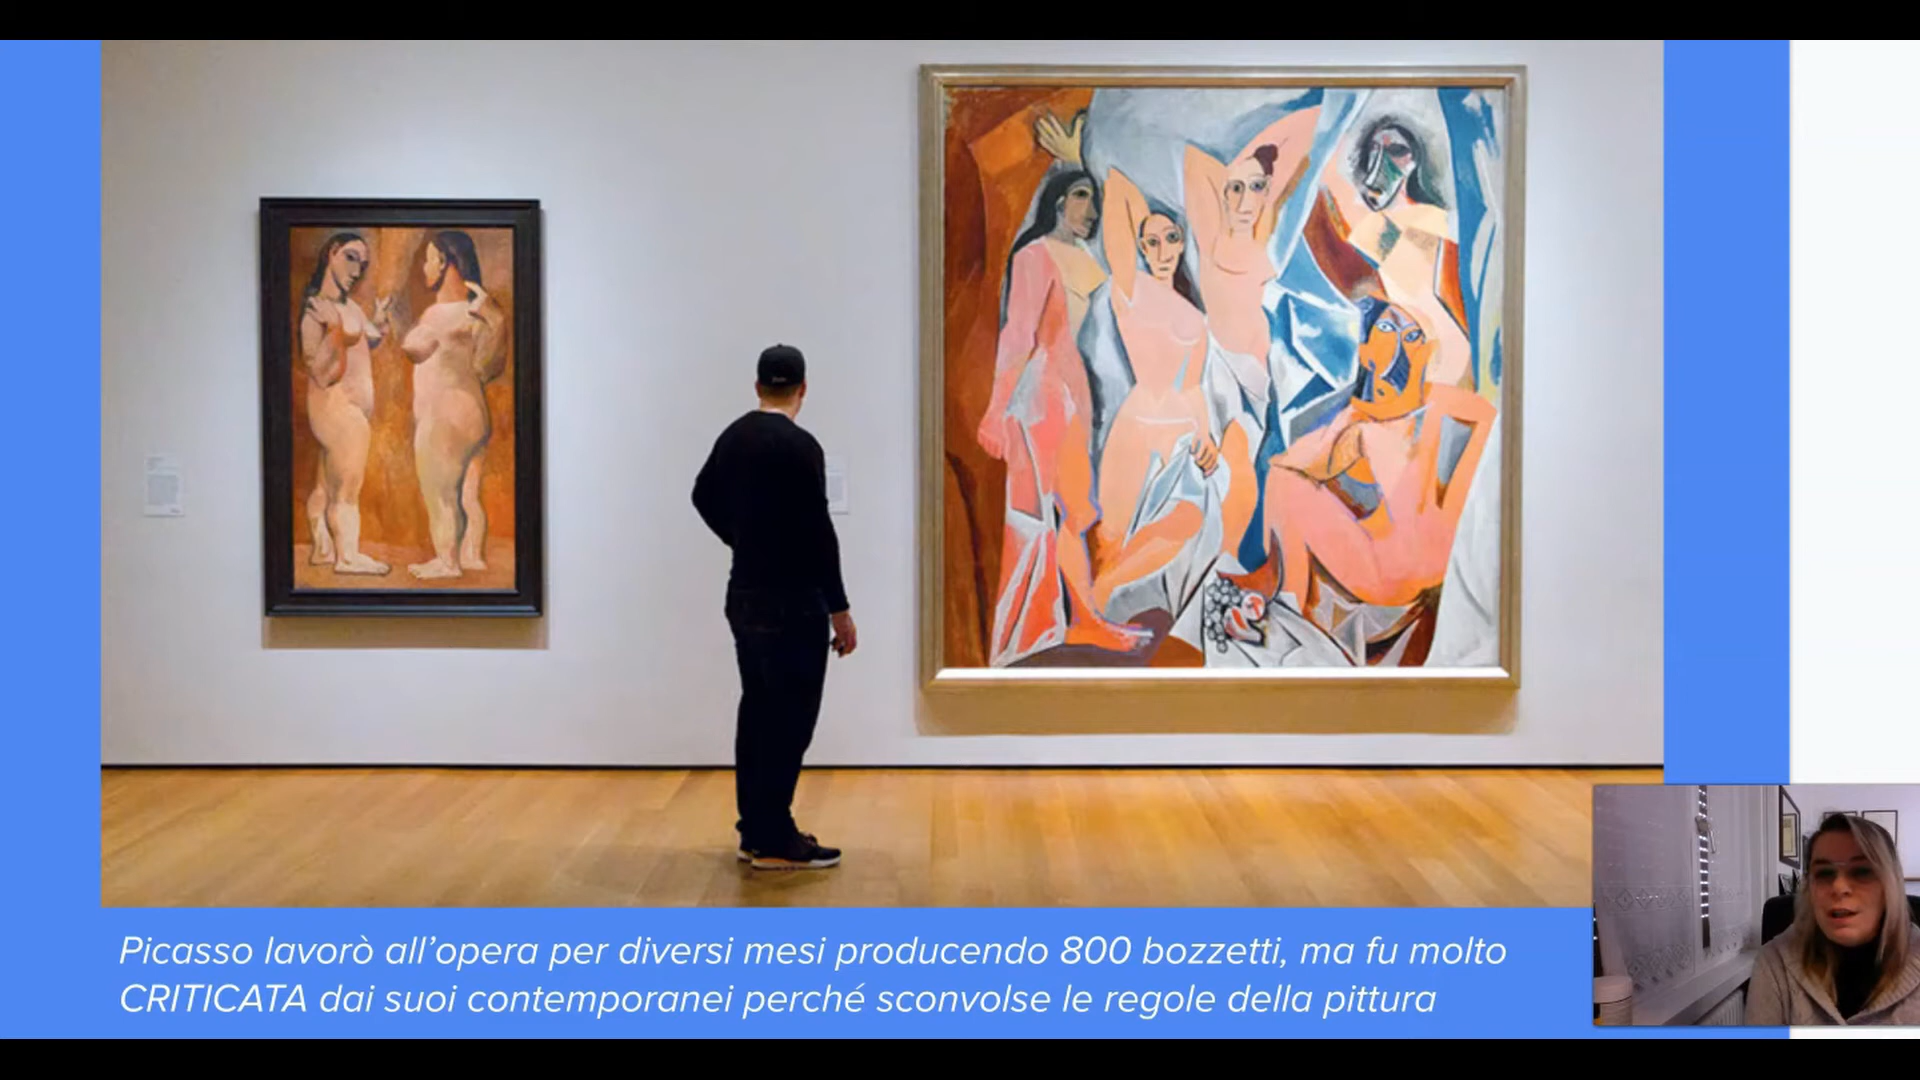 Picasso lavorò all’opera per diversi mesi producendo 800 bozzetti, ma fu molto
CRITICATA dai suoi contemporanei perché sconvolse le regole della pittura